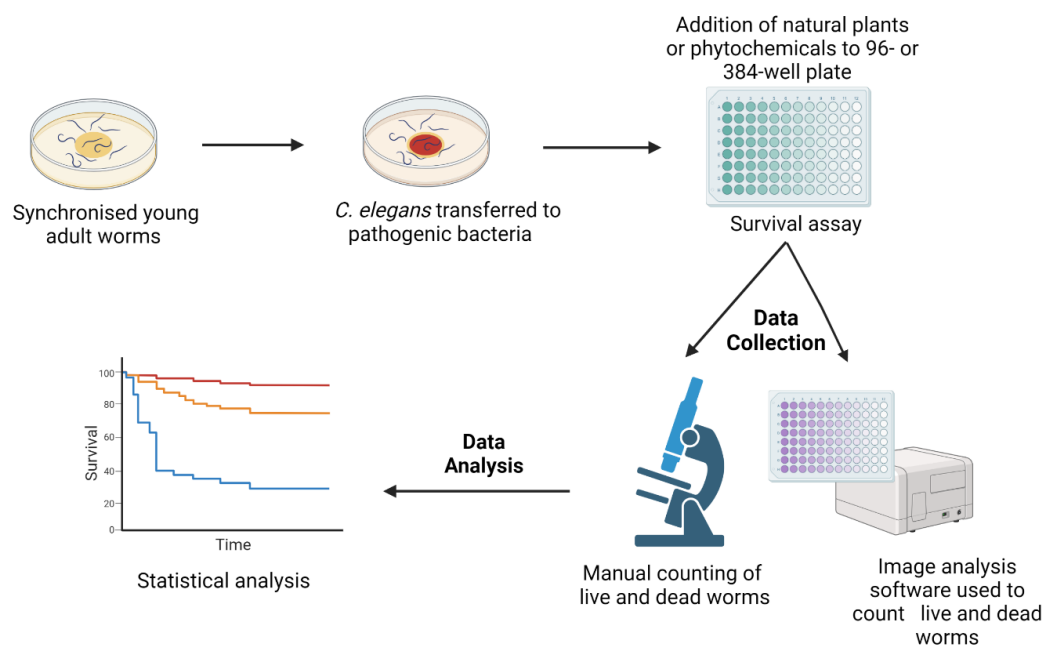 Addition of natural plants
or phytochemicals to 96- or
384-well plate
Synchronised young
adult worms
C. elegans transferred to
pathogenic bacteria
Survival assay
Data
Collection
Data
Analysis
100
80
60
40
20
0
Survival
Time
Statistical analysis
Manual counting of
live and dead worms
Image analysis
software used to
count live and dead
worms